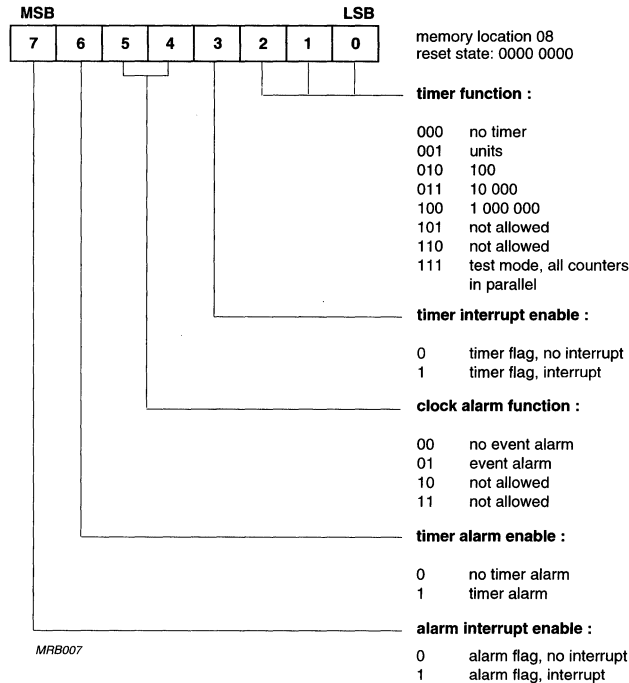 MSB LSB
7 6 5 4 3 2 1 0
memory location 08
reset state: 0000 0000
timer function :
000 no timer
001 units
010 100
011 10 000
100 1 000 000
101 not allowed
110 not allowed
111 test mode, all counters
in parallel
timer interrupt enable :
0 timer flag, no interrupt
1 timer flag, interrupt
clock alarm function :
00 no event alarm
01 event alarm
10 not allowed
11 not allowed
timer alarm enable :
0 no timer alarm
1 timer alarm
alarm interrupt enable :
0 alarm flag, no interrupt
1 alarm flag, interrupt
MRB007